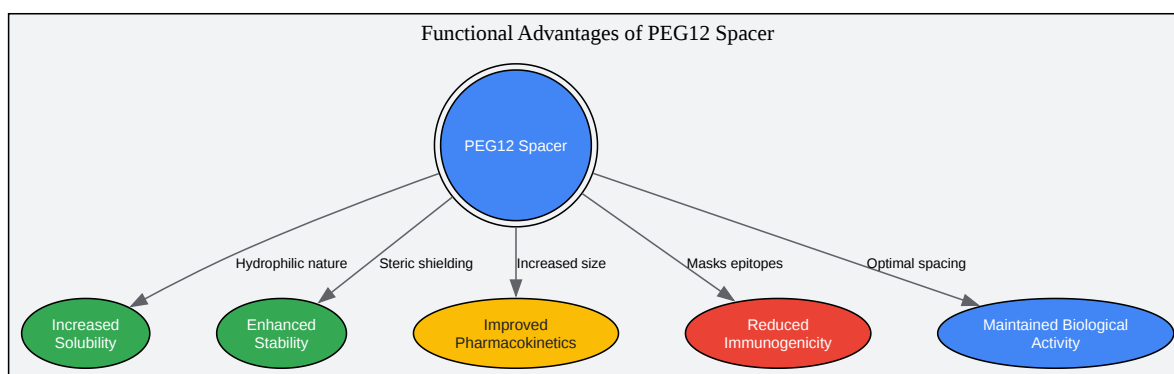 Functional Advantages of PEG12 Spacer
PEG12 Spacer
Hydrophilic nature
Steric shielding
Increased size
Masks epitopes
Optimal spacing
Increased
Solubility
Enhanced
Stability
Improved
Pharmacokinetics
Reduced
Immunogenicity
Maintained Biological
Activity